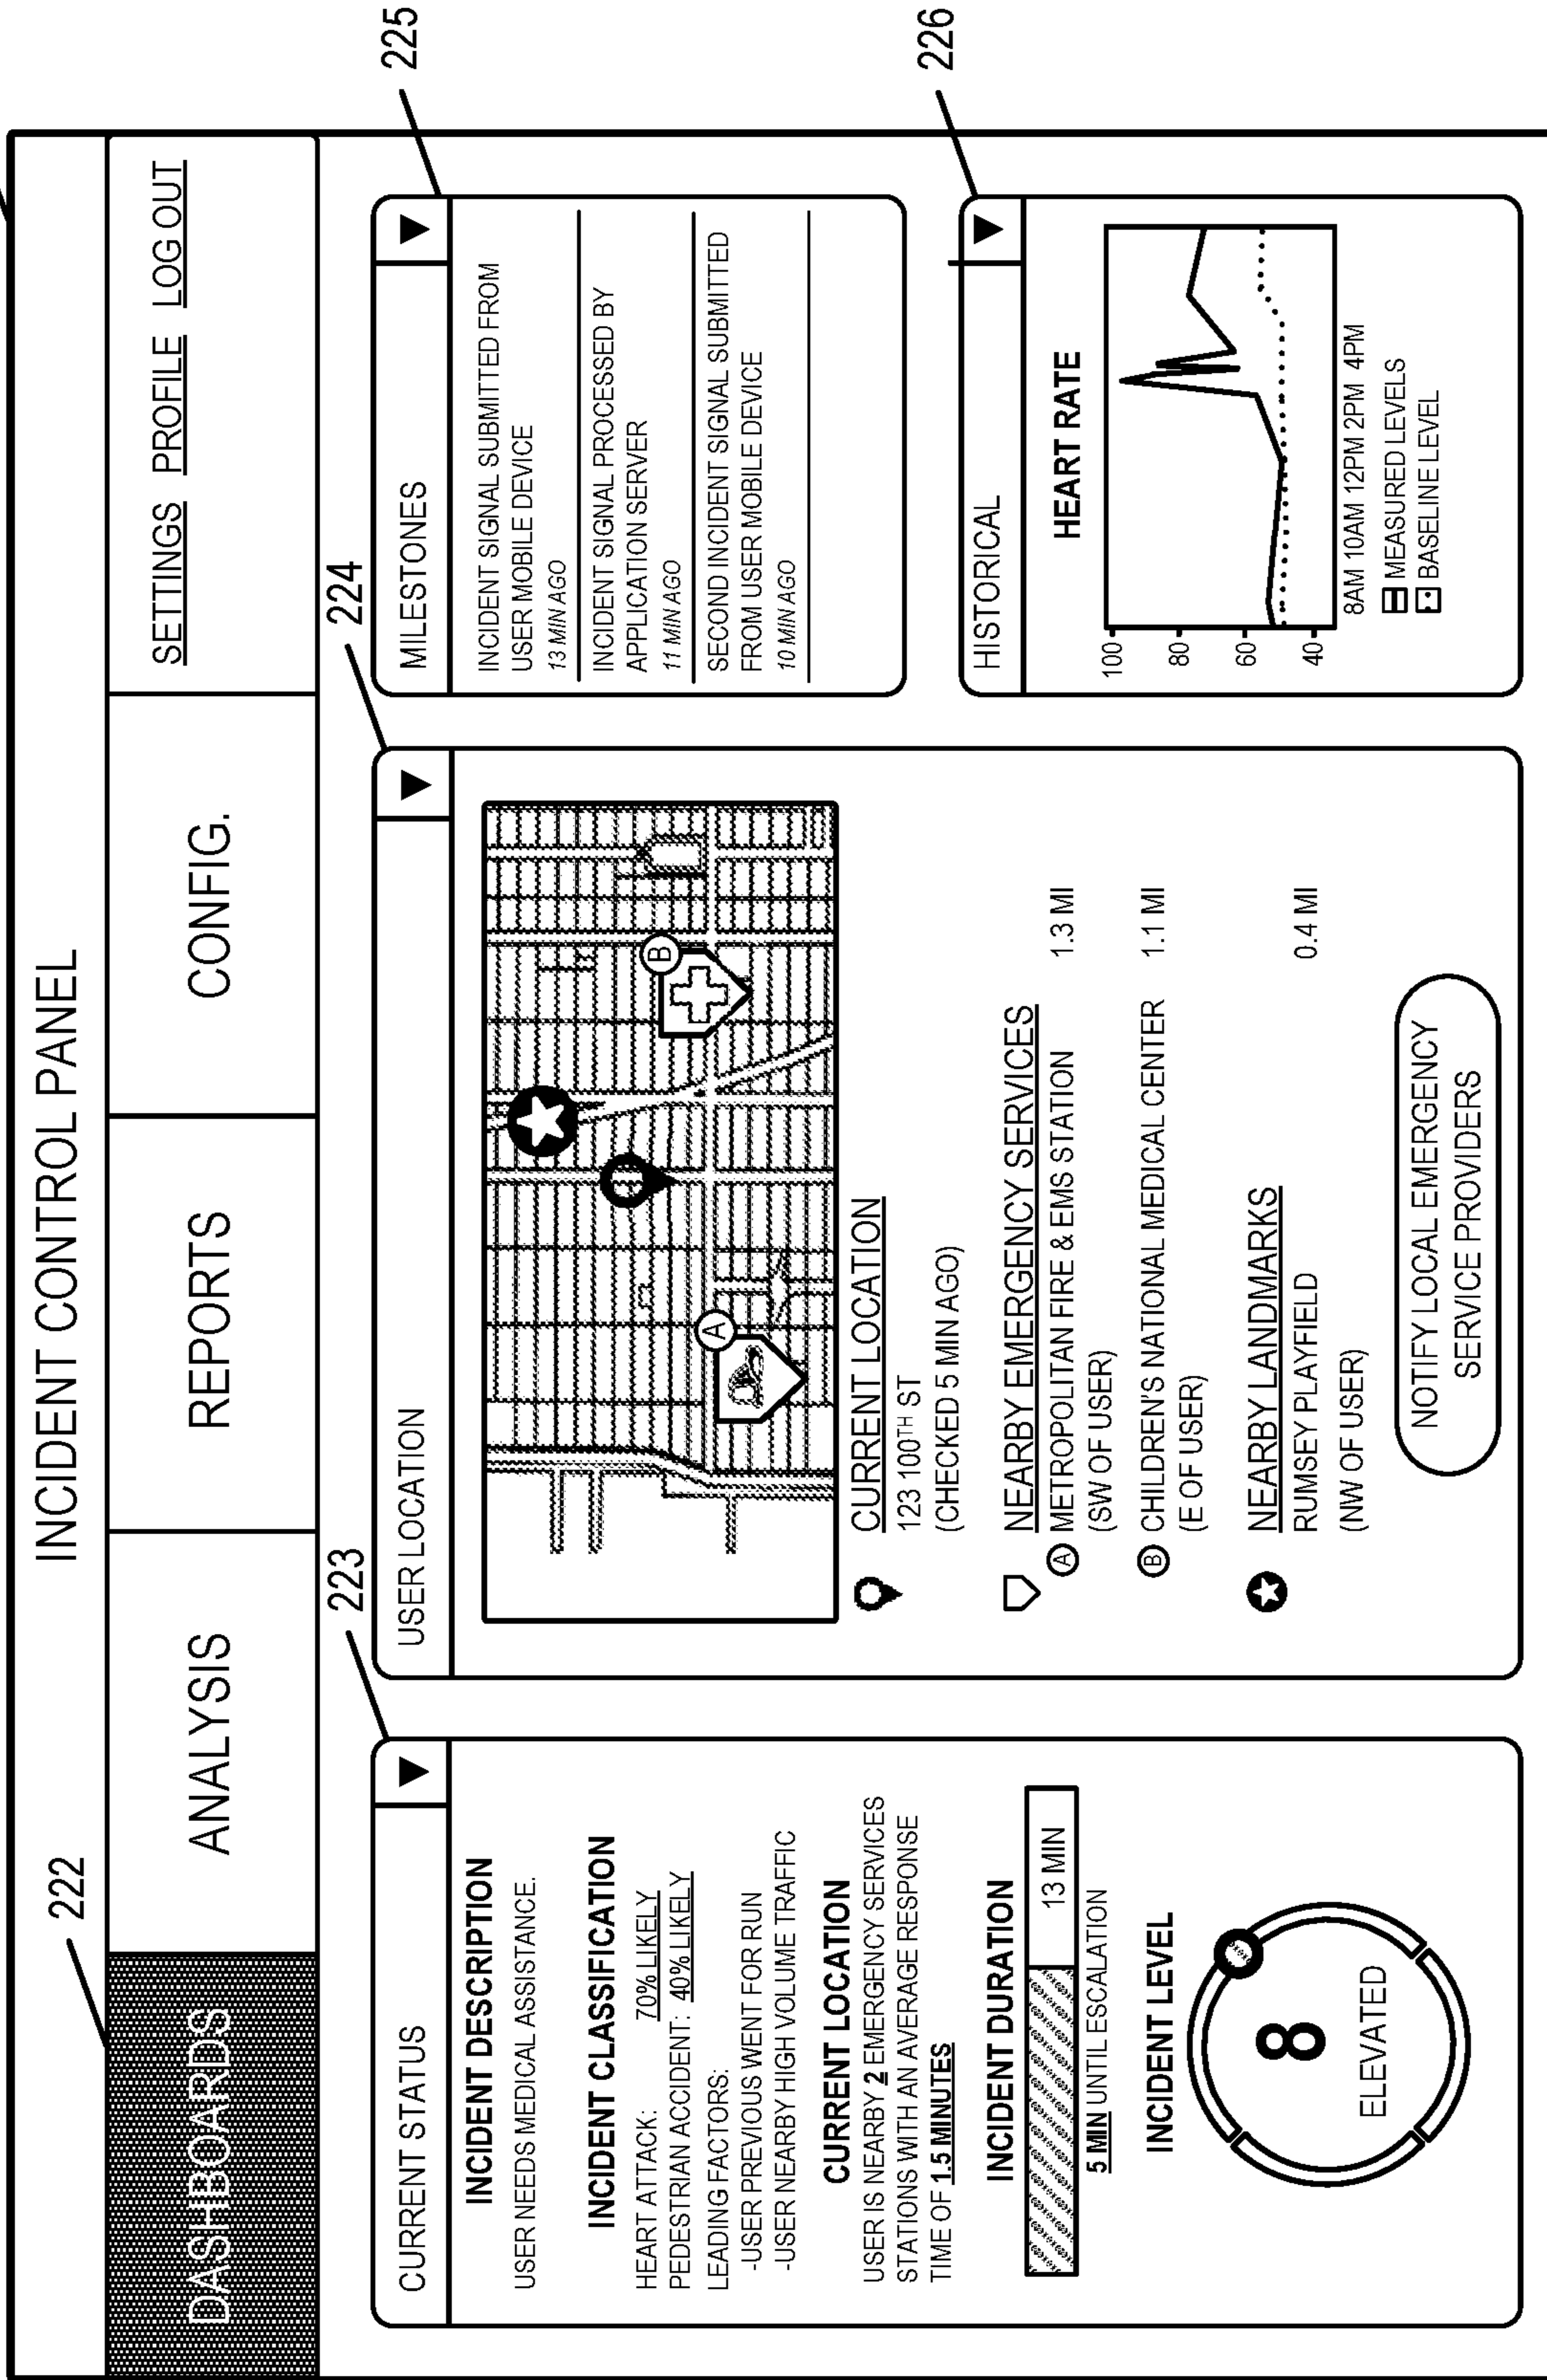 INCIDENT CONTROL PANEL
222
DASHBOARDS
ANALYSIS
REPORTS
CONFIG.
SETTINGS PROFILE LOG OUT
223
CURRENT STATUS
INCIDENT DESCRIPTION
USER NEEDS MEDICAL ASSISTANCE.
INCIDENT CLASSIFICATION
HEART ATTACK: 70% LIKELY
PEDESTRIAN ACCIDENT: 40% LIKELY
LEADING FACTORS:
-USER PREVIOUS WENT FOR RUN
-USER NEARBY HIGH VOLUME TRAFFIC
CURRENT LOCATION
USER IS NEARBY 2 EMERGENCY SERVICES
STATIONS WITH AN AVERAGE RESPONSE
TIME OF 1.5 MINUTES
INCIDENT DURATION
13 MIN
5 MIN UNTIL ESCALATION
INCIDENT LEVEL
8
ELEVATED
224
USER LOCATION
B
A
CURRENT LOCATION
123 100TH ST
(CHECKED 5 MIN AGO)
NEARBY EMERGENCY SERVICES
A METROPOLITAN FIRE & EMS STATION 1.3 MI
(SW OF USER)
B CHILDREN'S NATIONAL MEDICAL CENTER 1.1 MI
(E OF USER)
NEARBY LANDMARKS
RUMSEY PLAYFIELD 0.4 MI
(NW OF USER)
NOTIFY LOCAL EMERGENCY
SERVICE PROVIDERS
225
MILESTONES
INCIDENT SIGNAL SUBMITTED FROM
USER MOBILE DEVICE
13 MIN AGO
INCIDENT SIGNAL PROCESSED BY
APPLICATION SERVER
11 MIN AGO
SECOND INCIDENT SIGNAL SUBMITTED
FROM USER MOBILE DEVICE
10 MIN AGO
226
HISTORICAL
HEART RATE
100
80
60
40
8AM 10AM 12PM 2PM 4PM
MEASURED LEVELS
BASELINE LEVEL